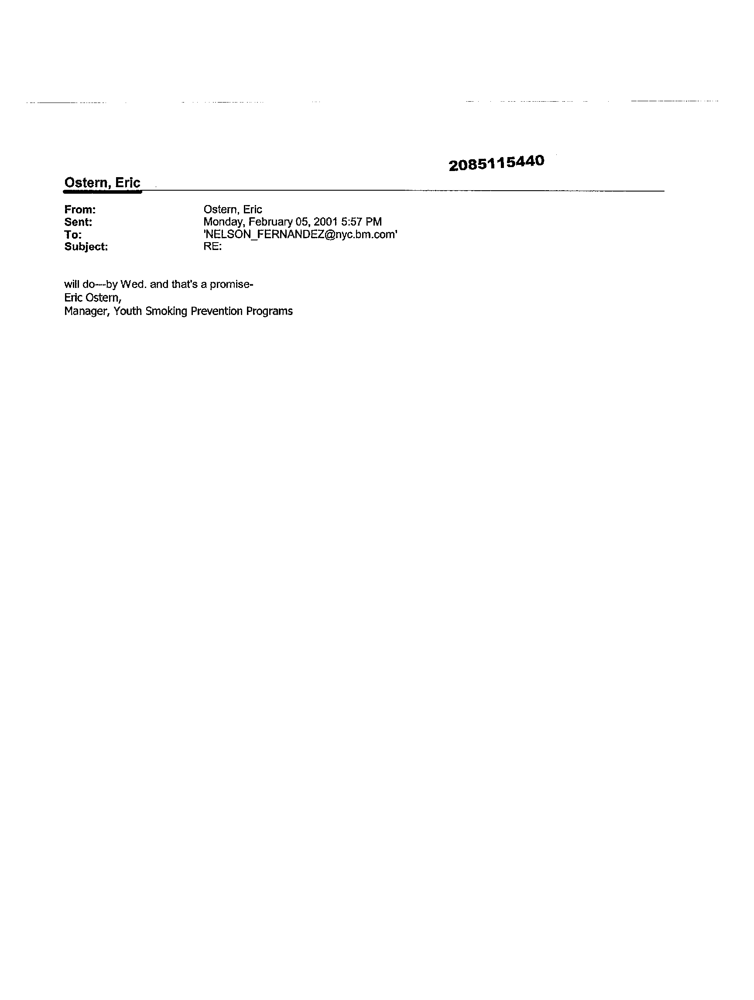 2085115440
Ostern, Eric
From: Ostern, Eric
Sent: Monday, February 05, 2001 5:57 PM
To: 'NELSON_FERNANDEZ@nyc.bm.com'
Subject: RE:
will do---by Wed. and that's a promise-
Eric Ostern,
Manager, Youth Smoking Prevention Programs